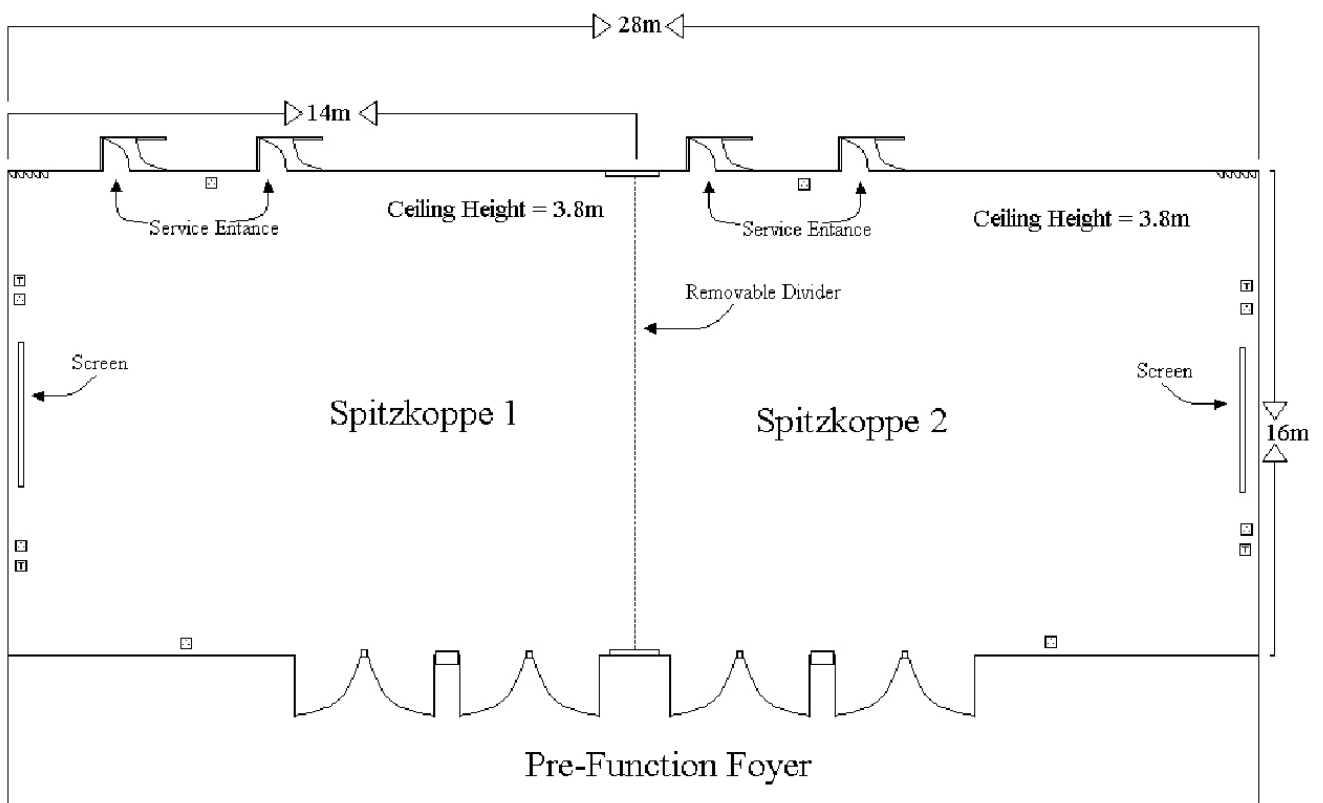 28m
14m
Ceiling Height = 3.8m
Service Entance
Ceiling Height = 3.8m
Service Entance
T
Removable Divider
T
Screen
Screen
Spitzkoppe 1
Spitzkoppe 2
16m
T
T
Pre-Function Foyer